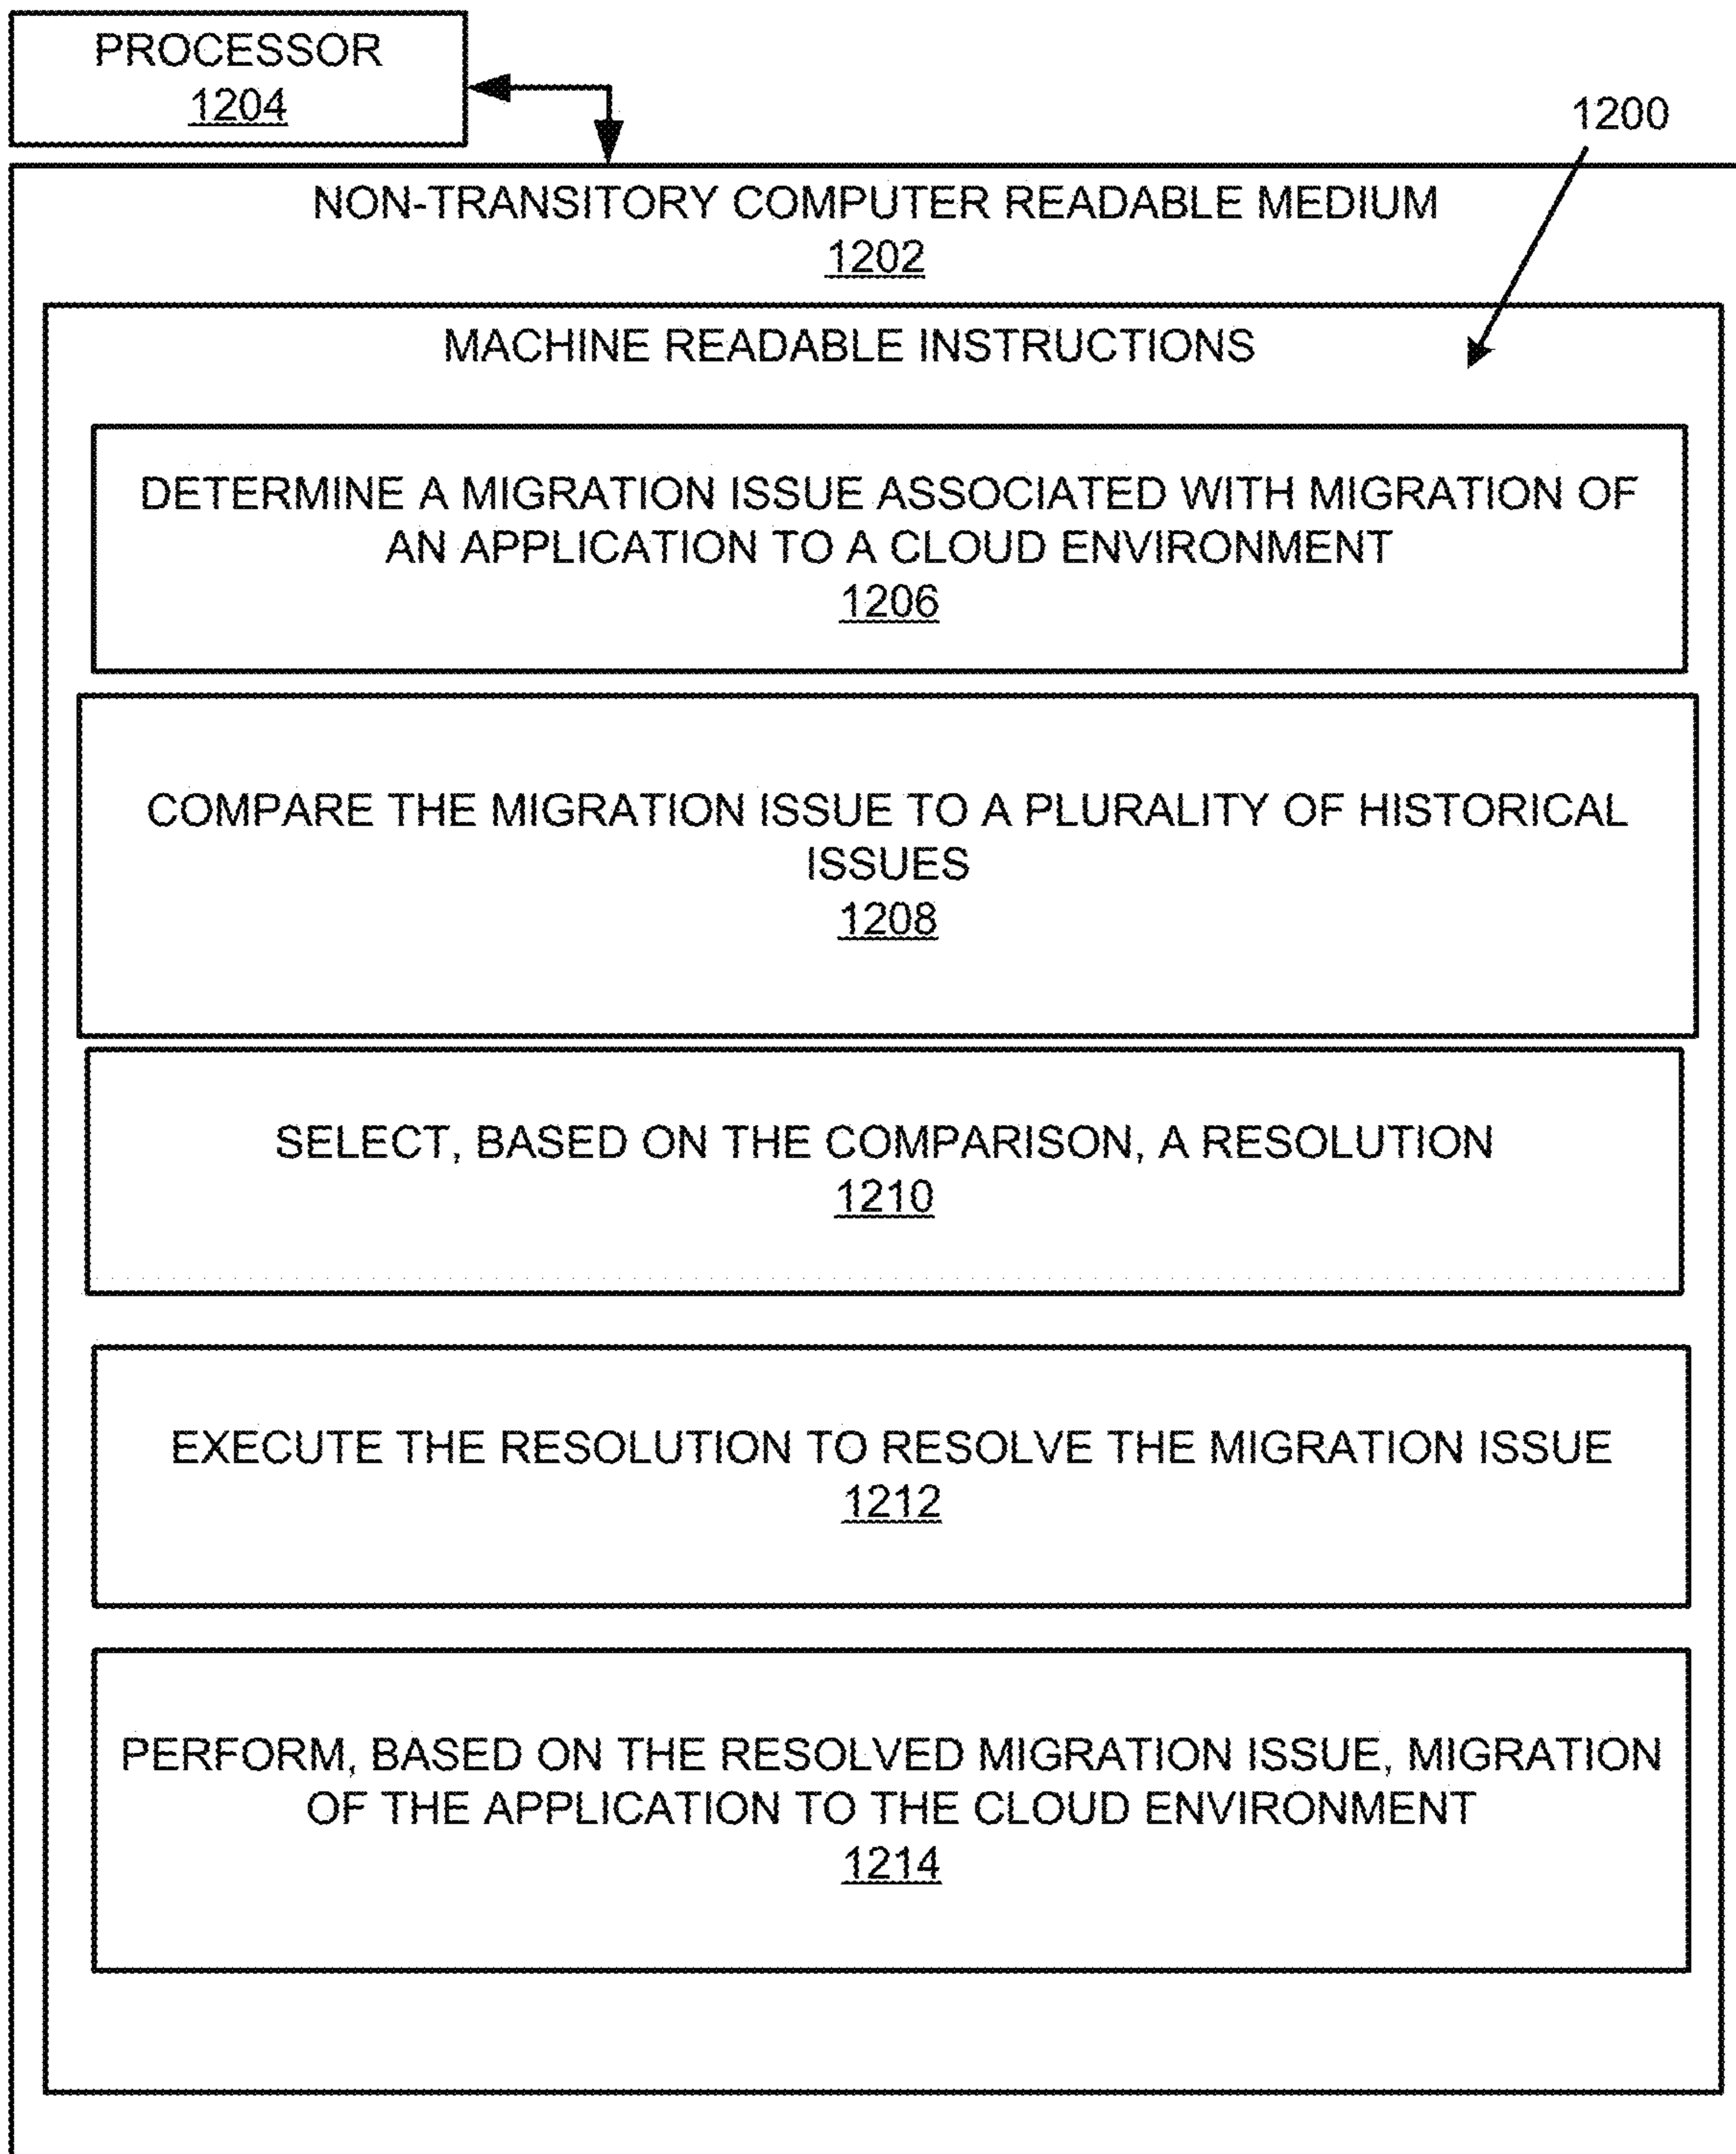 PROCESSOR
1204
1200
NON-TRANSITORY COMPUTER READABLE MEDIUM
1202
MACHINE READABLE INSTRUCTIONS
DETERMINE A MIGRATION ISSUE ASSOCIATED WITH MIGRATION OF
AN APPLICATION TO A CLOUD ENVIRONMENT
1206
COMPARE THE MIGRATION ISSUE TO A PLURALITY OF HISTORICAL
ISSUES
1208
SELECT, BASED ON THE COMPARISON, A RESOLUTION
1210
EXECUTE THE RESOLUTION TO RESOLVE THE MIGRATION ISSUE
1212
PERFORM, BASED ON THE RESOLVED MIGRATION ISSUE, MIGRATION
OF THE APPLICATION TO THE CLOUD ENVIRONMENT
1214